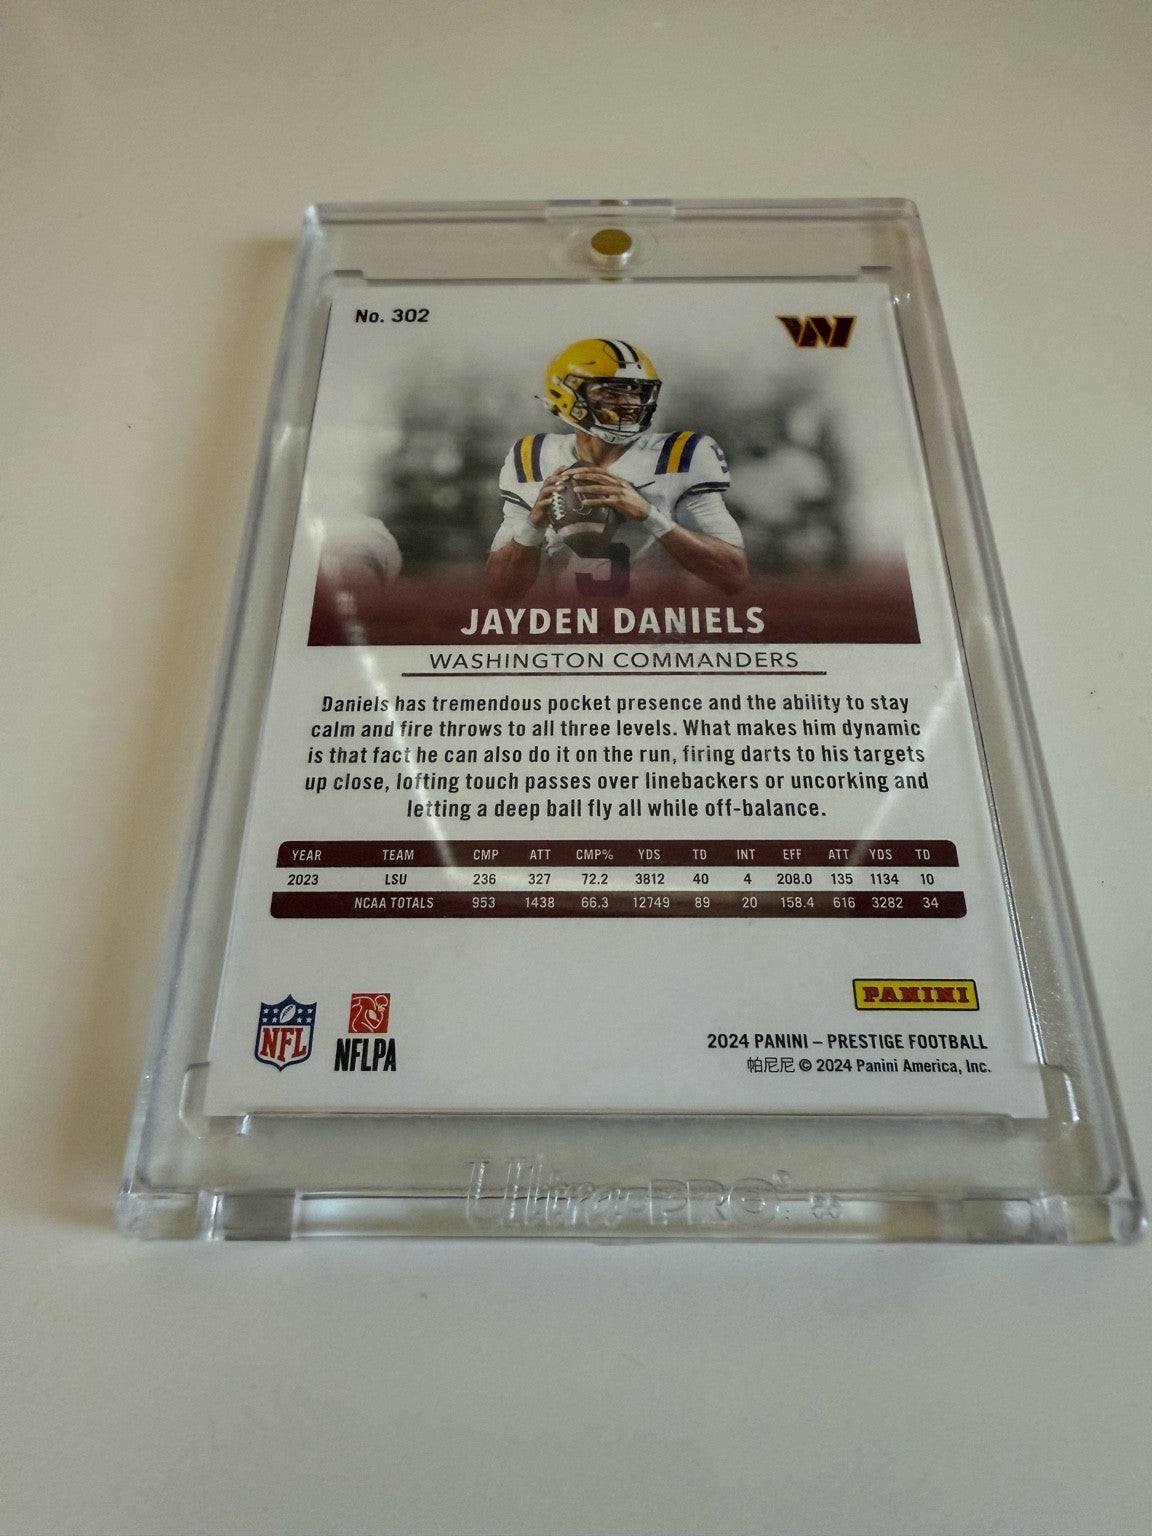 No. 302
W
5
5
JAYDEN DANIELS
WASHINGTON COMMANDERS
Daniels has tremendous pocket presence and the ability to stay
calm and fire throws to all three levels. What makes him dynamic
is that fact he can also do it on the run, firing darts to his targets
up close, lofting touch passes over linebackers or uncorking and
letting a deep ball fly all while off-balance.
YEAR TEAM CMP ATT CMP% YDS TD INT EFF ATT YDS TD
2023 LSU 236 327 72.2 3812 40 4 208.0 135 1134 10
NCAA TOTALS 953 1438 66.3 12749 89 20 158.4 616 3282 34
PANINI
NFL
NFLPA
2024 PANINI – PRESTIGE FOOTBALL
帕尼尼 © 2024 Panini America, Inc.
Ultra·PRO